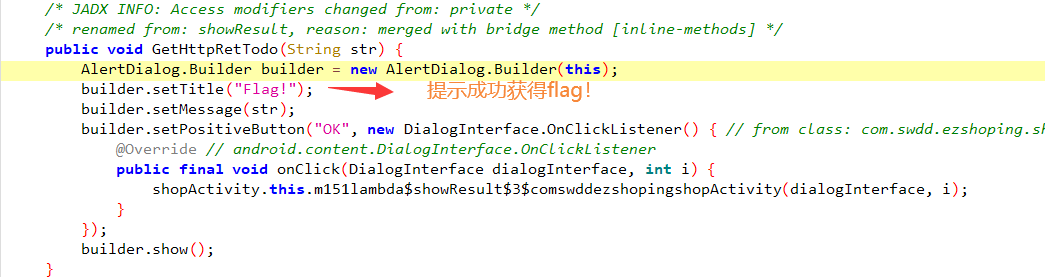 /* JADX INFO: Access modifiers changed from: private */
/* renamed from: showResult, reason: merged with bridge method [inline-methods] */
public void GetHttpRetTodo(String str) {
AlertDialog.Builder builder = new AlertDialog.Builder(this);
builder.setTitle("Flag!"); 提示成功获得flag!
builder.setMessage(str);
builder.setPositiveButton("OK", new DialogInterface.OnClickListener() { // from class: com.swdd.ezshoping.sh
@Override // android.content.DialogInterface.OnClickListener
public final void onClick(DialogInterface dialogInterface, int i) {
shopActivity.this.m151lambda$showResult$3$comswddezshopingshopActivity(dialogInterface, i);
}
});
builder.show();
}